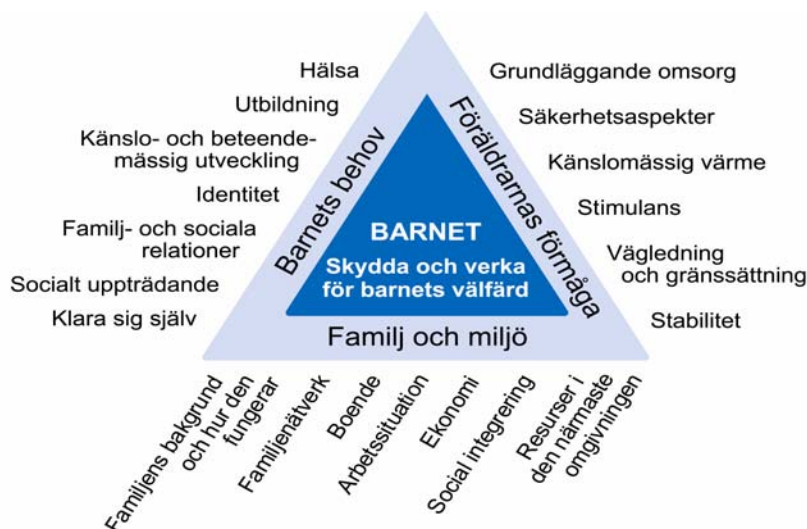 Hälsa
Utbildning
Känslo- och beteende-
mässig utveckling
Identitet
Familj- och sociala
relationer
Socialt uppträdande
Klara sig själv
Barnets behov
BARNET
Skydda och verka
för barnets välfärd
Föräldrarnas förmåga
Grundläggande omsorg
Säkerhetsaspekter
Känslomässig värme
Stimulans
Vägledning
och gränssättning
Stabilitet
Familj och miljö
Familjens bakgrund
och hur den
fungerar
Familjenätverk
Boende
Arbetssituation
Ekonomi
Social integrering
Resurser i
den närmaste
omgivningen